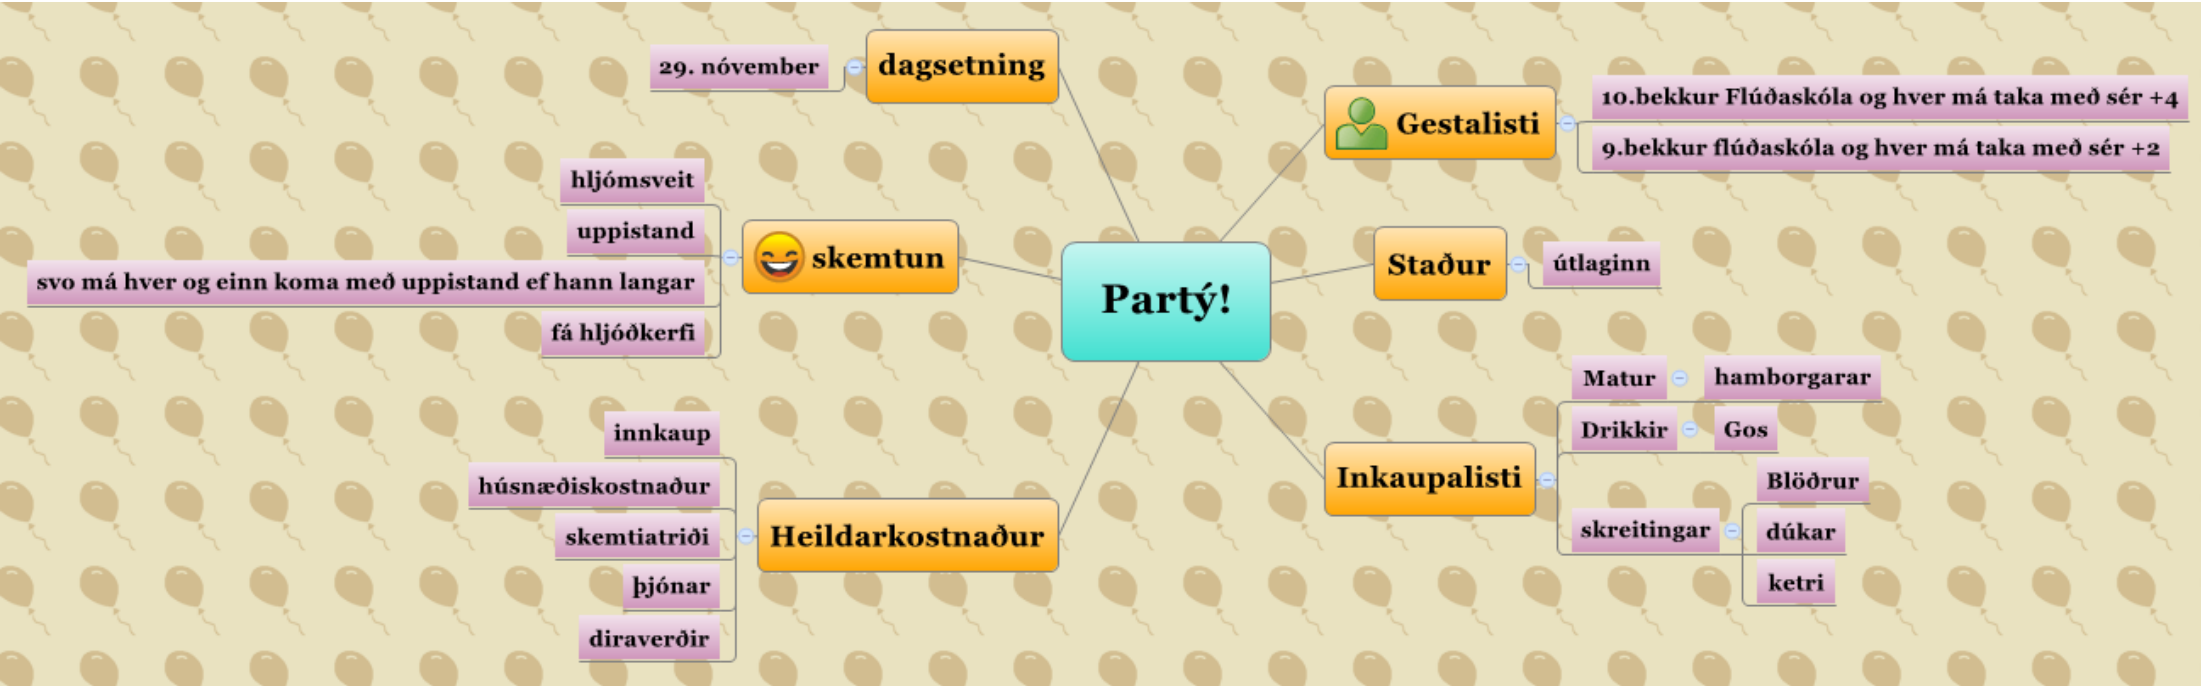 Partý!
dagsetning
29. nóvember
skemtun
hljómsveit
uppistand
svo má hver og einn koma með uppistand ef hann langar
fá hljóðkerfi
Heildarkostnaður
innkaup
húsnæðiskostnaður
skemtiatriði
þjónar
diraverðir
Gestalisti
10.bekkur Flúðaskóla og hver má taka með sér +4
9.bekkur flúðaskóla og hver má taka með sér +2
Staður
útlaginn
Inkaupalisti
Matur
hamborgarar
Drikkir
Gos
skreitingar
Blöðrur
dúkar
ketri